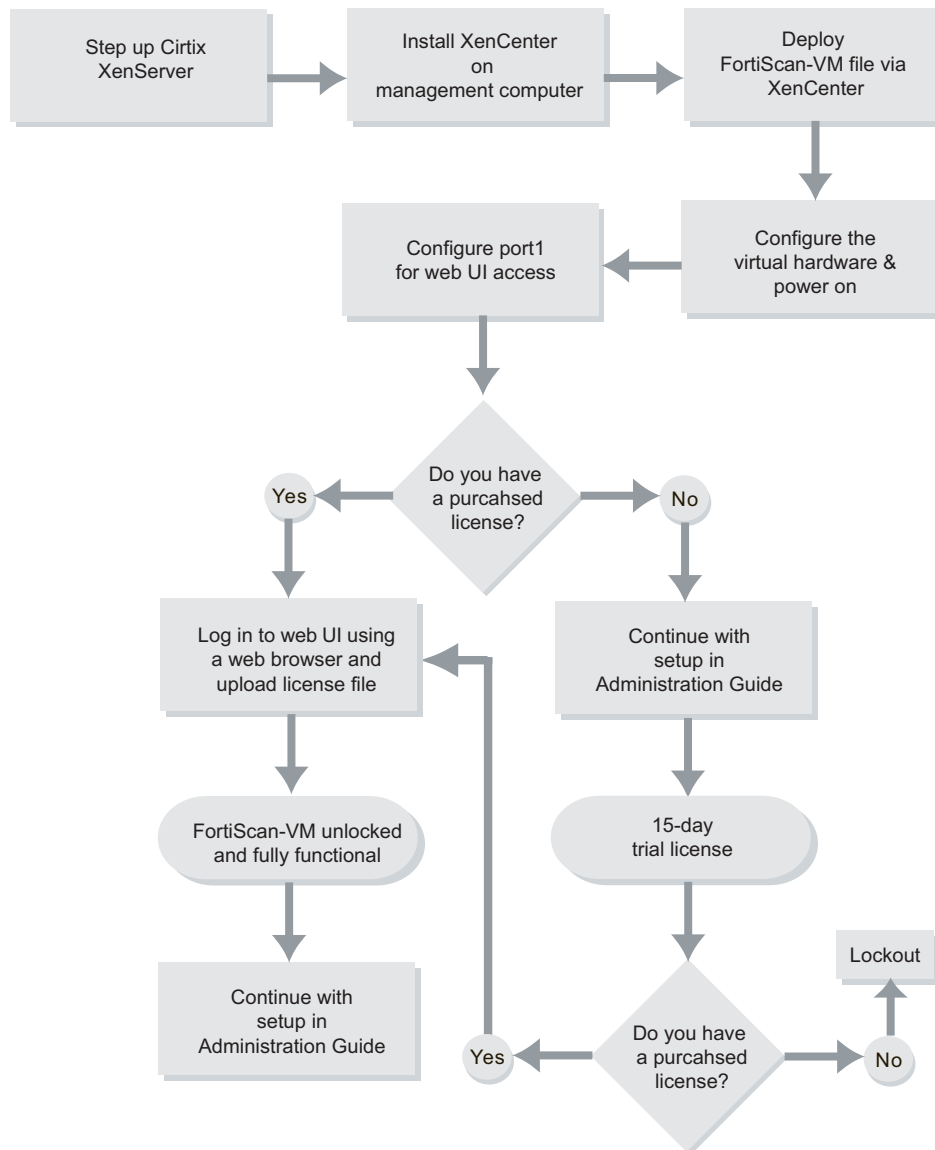 Step up Cirtix
XenServer
Install XenCenter
on
management computer
Deploy
FortiScan-VM file via
XenCenter
Configure port1
for web UI access
Configure the
virtual hardware &
power on
Do you have
a purcahsed
license?
Yes
No
Log in to web UI using
a web browser and
upload license file
Continue with
setup in
Administration Guide
FortiScan-VM unlocked
and fully functional
15-day
trial license
Lockout
Continue with
setup in
Administration Guide
Do you have
a purcahsed
license?
Yes
No